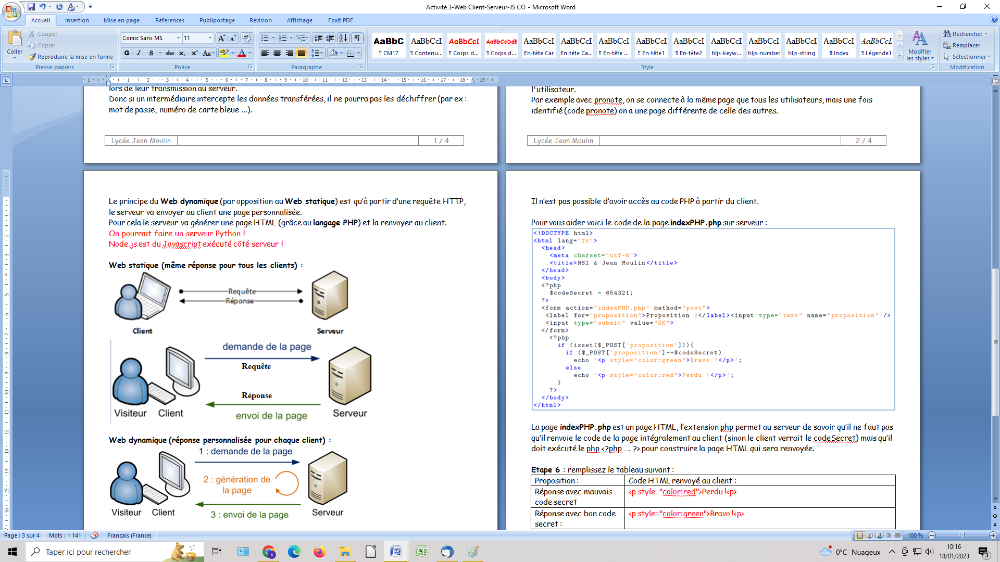 Activité 3-Web Client-Serveur-JS CO - Microsoft Word
Accueil Insertion Mise en page Références Publipostage Révision Affichage Foxit PDF
Coller
Couper
Copier
Reproduire la mise en forme
Presse-papiers
Comic Sans MS 11
G I S abc X₂ X² Aa
Police
Paragraphe
AaBbC AaBbCcI AaBbCcI AaBbCcDdE AaBbCcI AaBbCcI AaBbCcI AaBbCcI AaBbCcI AaBbCcI AaBbCcI AaBbCcI AaBbCcI AaBbCcI
¶ CM17 ¶ Contenu... ¶ Corps d... ¶ Corps d... En-tête Car En-tête Ca... ¶ En-tête ... ¶ En-tête1 ¶ En-tête2 hljs-keyw... hljs-number hljs-string ¶ Index ¶ Légende1
Style
Modifier les styles
Rechercher
Remplacer
Sélectionner
Modification
lors de leur transmission au serveur.
Donc si un intermédiaire intercepte les données transférées, il ne pourra pas les déchiffrer (par ex :
mot de passe, numéro de carte bleue ...).
Lycée Jean Moulin 1 / 4
l'utilisateur.
Par exemple avec pronote, on se connecte à la même page que tous les utilisateurs, mais une fois
identifié (code pronote) on a une page différente de celle des autres.
Lycée Jean Moulin 2 / 4
Le principe du Web dynamique (par opposition au Web statique) est qu'à partir d'une requête HTTP,
le serveur va envoyer au client une page personnalisée.
Pour cela le serveur va générer une page HTML (grâce au langage PHP) et la renvoyer au client.
On pourrait faire un serveur Python !
Node.js est du Javascript exécuté côté serveur !
Web statique (même réponse pour tous les clients) :
Requête
Réponse
Client Serveur
demande de la page
Requête
Réponse
envoi de la page
Visiteur Client Serveur
Web dynamique (réponse personnalisée pour chaque client) :
1 : demande de la page
2 : génération de
la page
3 : envoi de la page
Visiteur Client Serveur
Il n'est pas possible d'avoir accès au code PHP à partir du client.
Pour vous aider voici le code de la page indexPHP.php sur serveur :
<!DOCTYPE html>
<html lang="fr">
<head>
<meta charset="utf-8">
<title>NSI à Jean Moulin</title>
</head>
<body>
<?php
$codeSecret = 654321;
?>
<form action="indexPHP.php" method="post">
<label for="proposition">Proposition :</label><input type="text" name="proposition" />
<input type="submit" value="OK">
</form>
<?php
if (isset($_POST['proposition'])){
if ($_POST['proposition']==$codeSecret)
echo '<p style="color:green">Bravo !</p>';
else
echo '<p style="color:red">Perdu !</p>';
}
?>
</body>
</html>
La page indexPHP.php est un page HTML, l'extension php permet au serveur de savoir qu'il ne faut pas
qu'il renvoie le code de la page intégralement au client (sinon le client verrait le codeSecret) mais qu'il
doit exécuté le php <?php .... ?> pour construire la page HTML qui sera renvoyée.
Etape 6 : remplissez le tableau suivant :
Proposition : Code HTML renvoyé au client :
Réponse avec mauvais
code secret
<p style="color:red">Perdu !<p>
Réponse avec bon code
secret :
<p style="color:green">Bravo !<p>
Page : 3 sur 4 Mots : 1 141 Français (France) 100 %
Taper ici pour rechercher
0°C Nuageux
10:16
18/01/2023
3